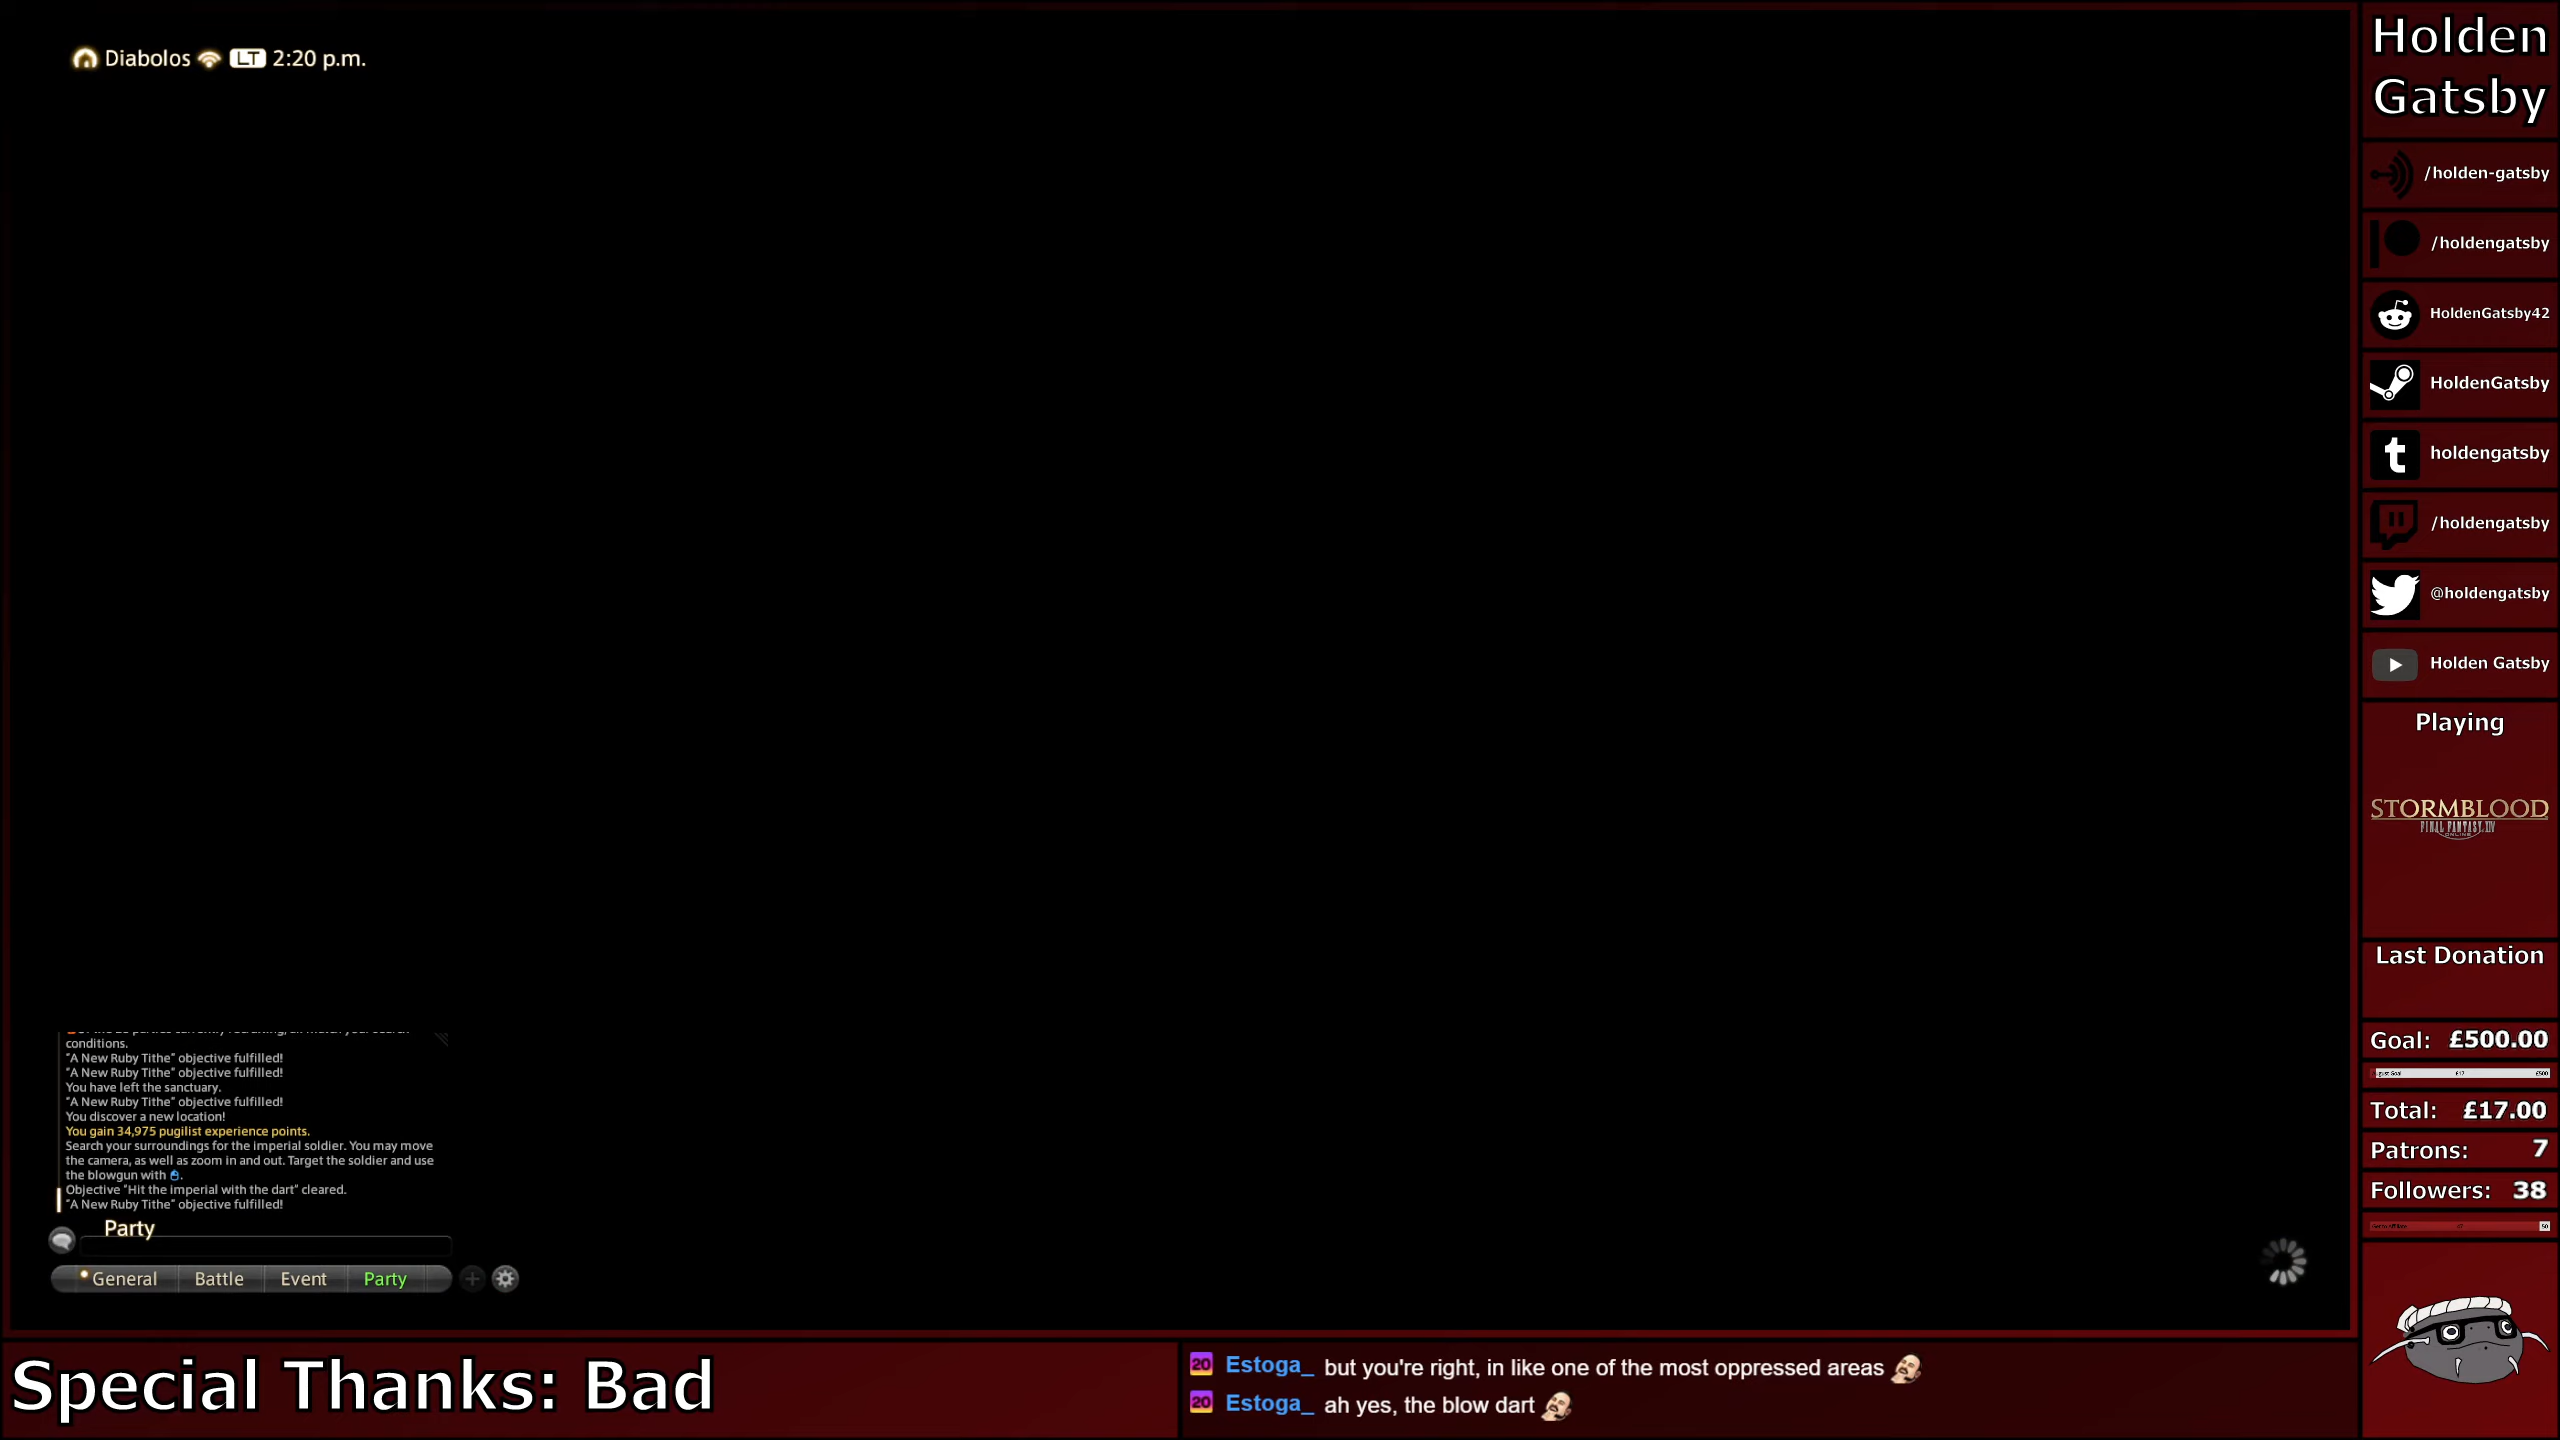 Diabolos LT 2:20 p.m.
conditions.
"A New Ruby Tithe" objective fulfilled!
"A New Ruby Tithe" objective fulfilled!
You have left the sanctuary.
"A New Ruby Tithe" objective fulfilled!
You discover a new location!
You gain 34,975 pugilist experience points.
Search your surroundings for the imperial soldier. You may move
the camera, as well as zoom in and out. Target the soldier and use
the blowgun with
Objective "Hit the imperial with the dart" cleared.
"A New Ruby Tithe" objective fulfilled!
Party
General Battle Event Party
Special Thanks: Bad
20 Estoga_ but you're right, in like one of the most oppressed areas
20 Estoga_ ah yes, the blow dart
Holden
Gatsby
/holden-gatsby
/holdengatsby
HoldenGatsby42
HoldenGatsby
holdengatsby
/holdengatsby
@holdengatsby
Holden Gatsby
Playing
STORMBLOOD
FINAL FANTASY XIV
ONLINE
Last Donation
Goal: £500.00
Total: £17.00
Patrons: 7
Followers: 38